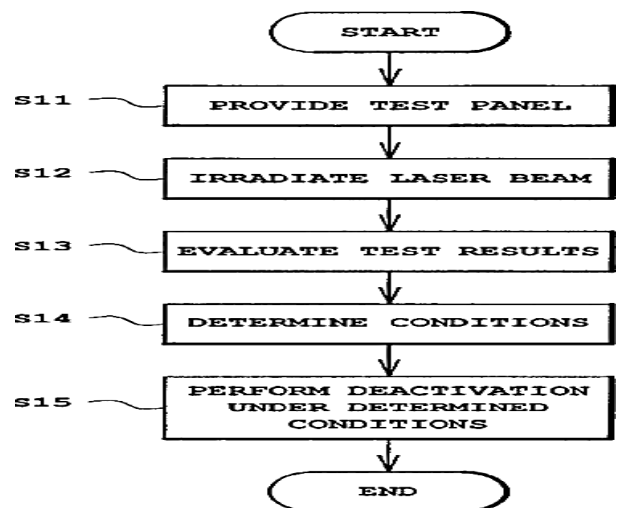 START
S11 PROVIDE TEST PANEL
S12 IRRADIATE LASER BEAM
S13 EVALUATE TEST RESULTS
S14 DETERMINE CONDITIONS
S15 PERFORM DEACTIVATION
UNDER DETERMINED
CONDITIONS
END